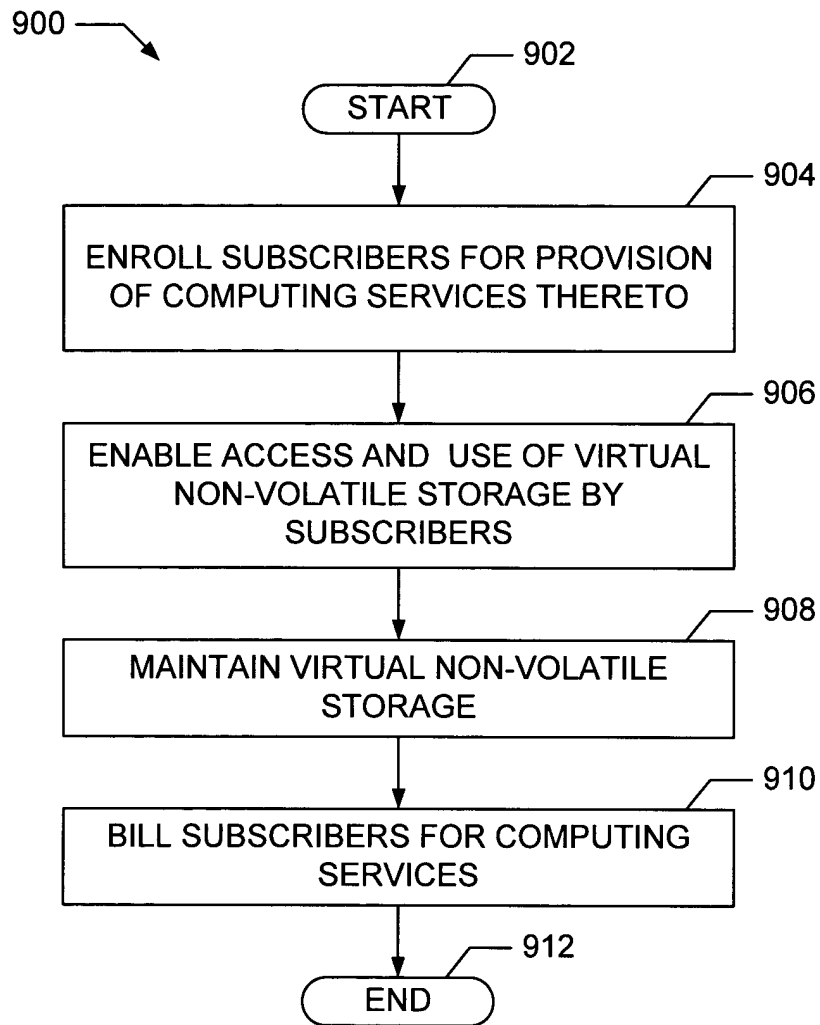 900
902
START
904
ENROLL SUBSCRIBERS FOR PROVISION
OF COMPUTING SERVICES THERETO
906
ENABLE ACCESS AND USE OF VIRTUAL
NON-VOLATILE STORAGE BY
SUBSCRIBERS
908
MAINTAIN VIRTUAL NON-VOLATILE
STORAGE
910
BILL SUBSCRIBERS FOR COMPUTING
SERVICES
912
END